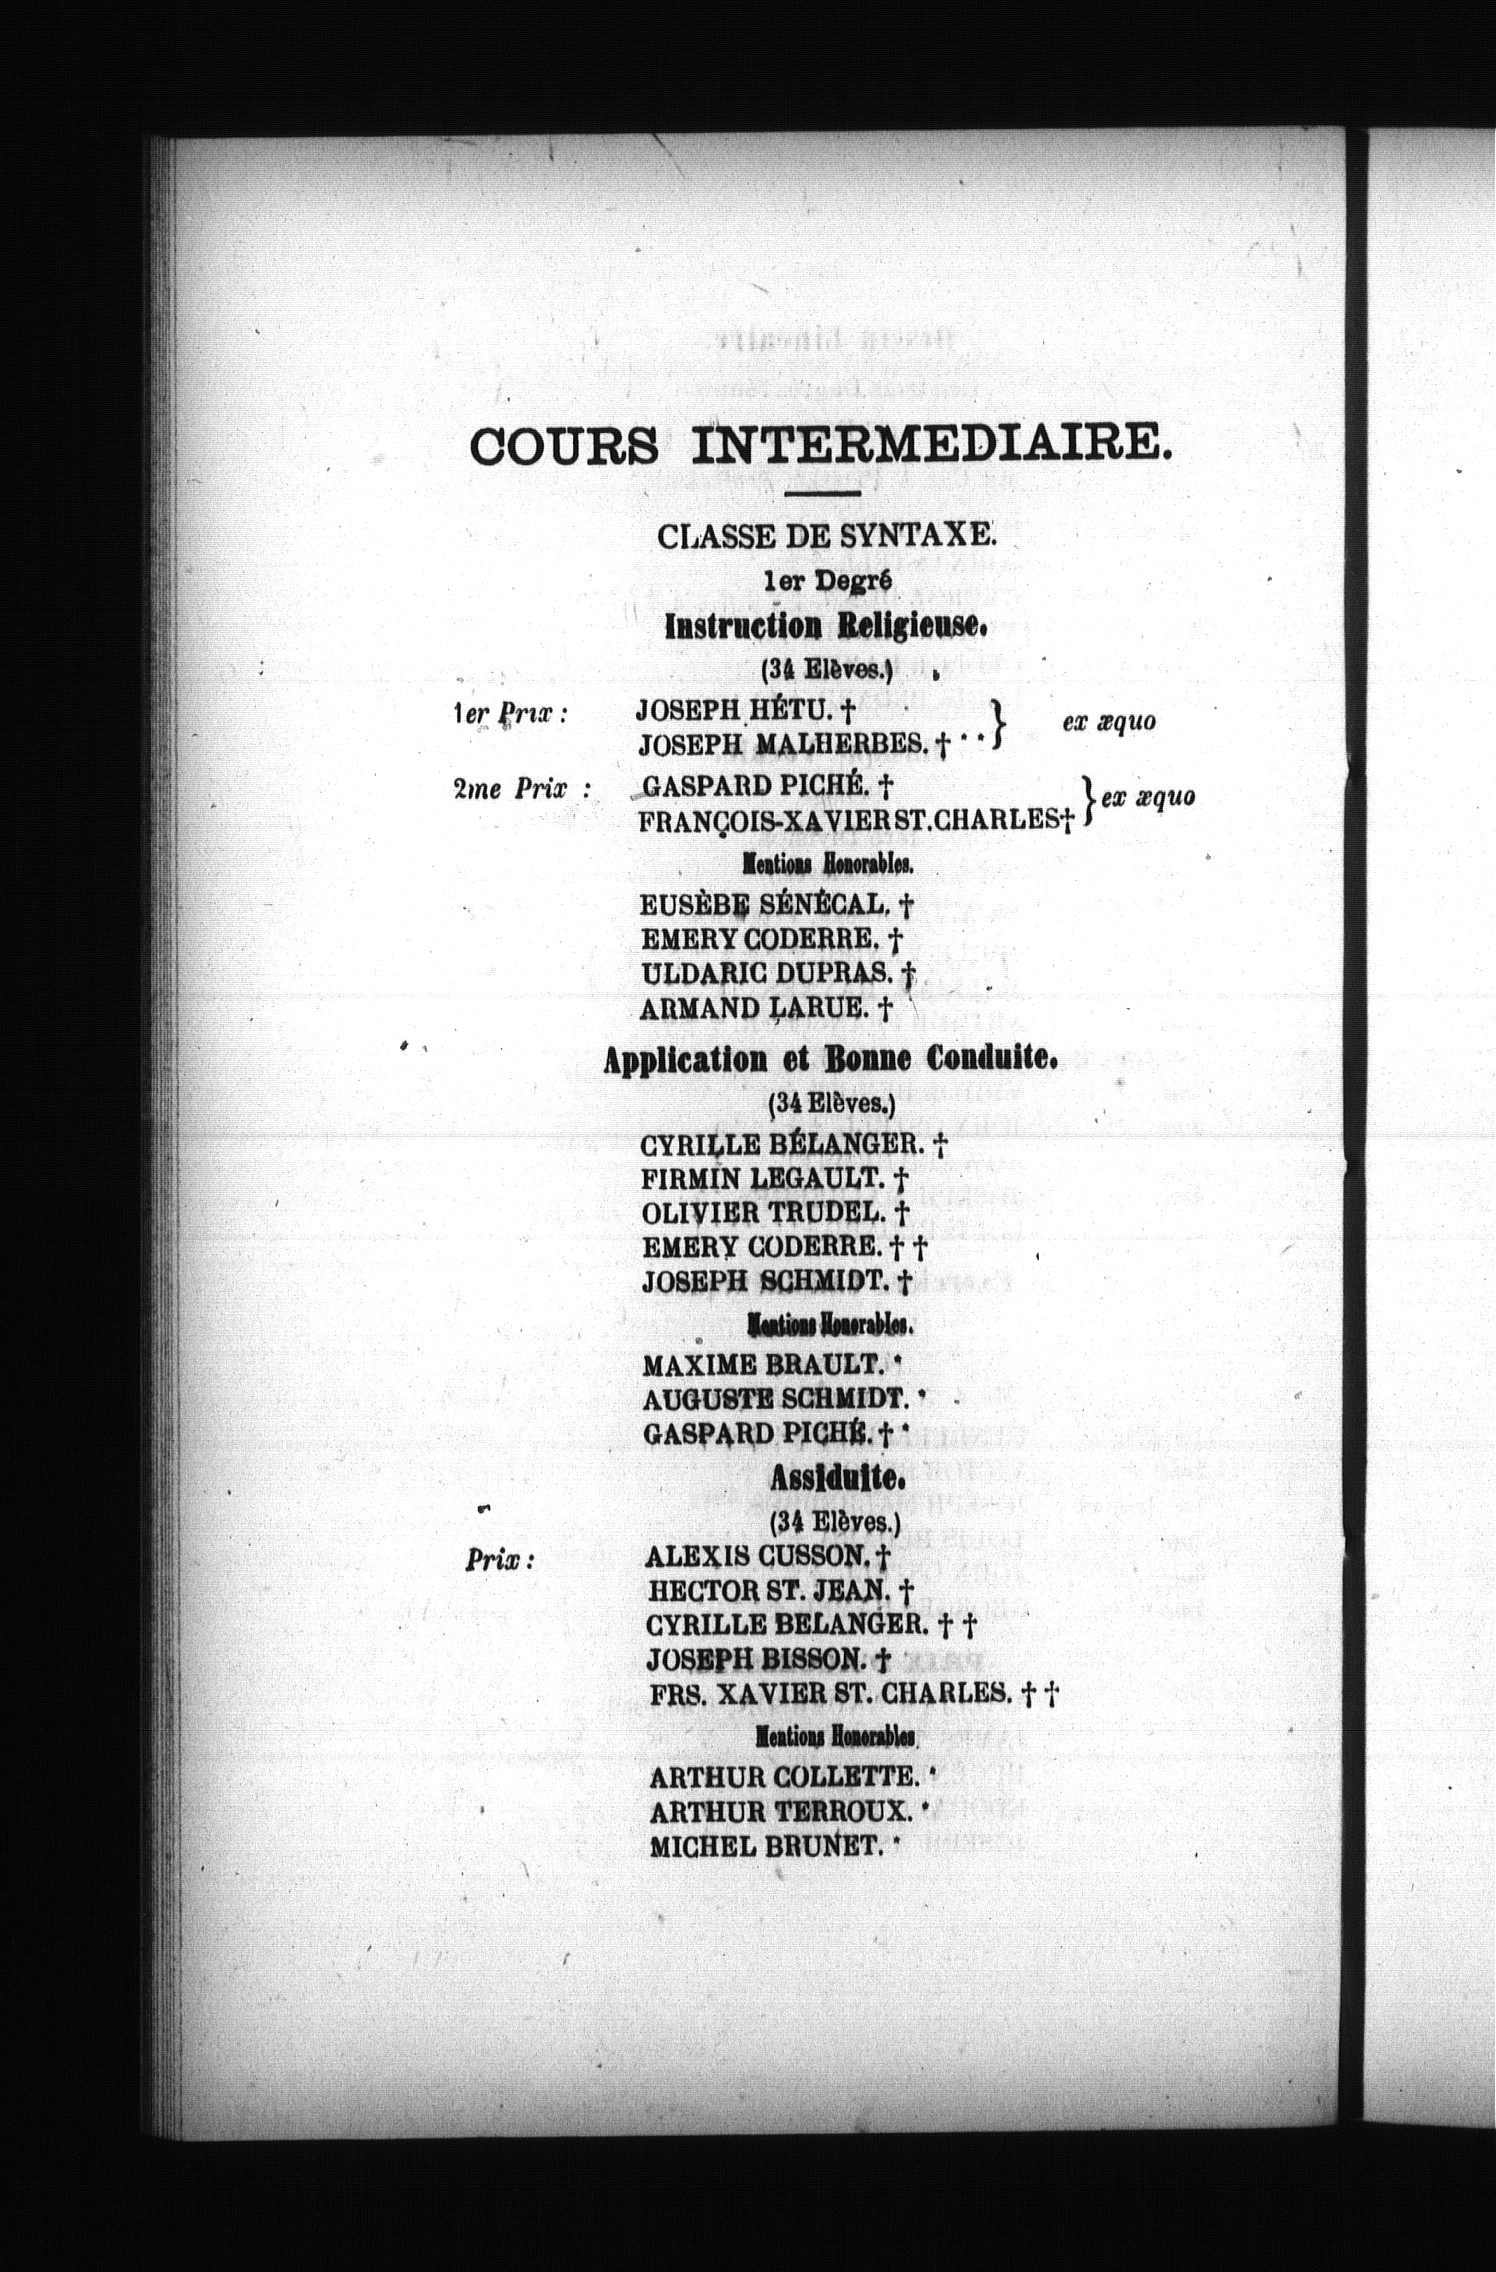 COURS INTERMEDIAIRE.
CLASSE DE SYNTAXE.
1er Degré
Instruction Religieuse.
(34 Elèves.)
1er Prix : JOSEPH HÉTU. †
JOSEPH MALHERBES. † · · } ex æquo
2me Prix : GASPARD PICHÉ. †
FRANÇOIS-XAVIER ST. CHARLES † } ex æquo
Mentions Honorables.
EUSÈBE SÉNÉCAL. †
EMERY CODERRE. †
ULDARIC DUPRAS. †
ARMAND LARUE. †
Application et Bonne Conduite.
(34 Elèves.)
CYRILLE BÉLANGER. †
FIRMIN LEGAULT. †
OLIVIER TRUDEL. †
EMERY CODERRE. † †
JOSEPH SCHMIDT. †
Mentions Honorables.
MAXIME BRAULT. *
AUGUSTE SCHMIDT. *
GASPARD PICHÉ. † *
Assiduite.
(34 Elèves.)
Prix : ALEXIS CUSSON. †
HECTOR ST. JEAN. †
CYRILLE BELANGER. † †
JOSEPH BISSON. †
FRS. XAVIER ST. CHARLES. † †
Mentions Honorables
ARTHUR COLLETTE. *
ARTHUR TERROUX. *
MICHEL BRUNET. *